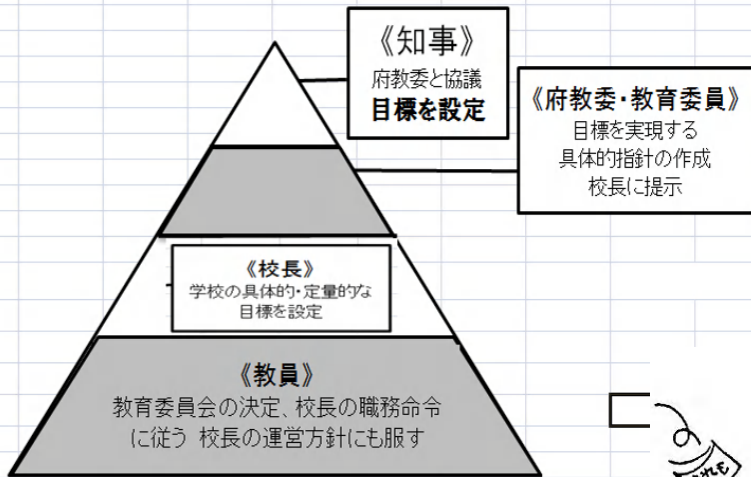 《知事》
府教委と協議
目標を設定
《府教委・教育委員》
目標を実現する
具体的指針の作成
校長に提示
《校長》
学校の具体的・定量的な
目標を設定
《教員》
教育委員会の決定、校長の職務命令
に従う 校長の運営方針にも服す